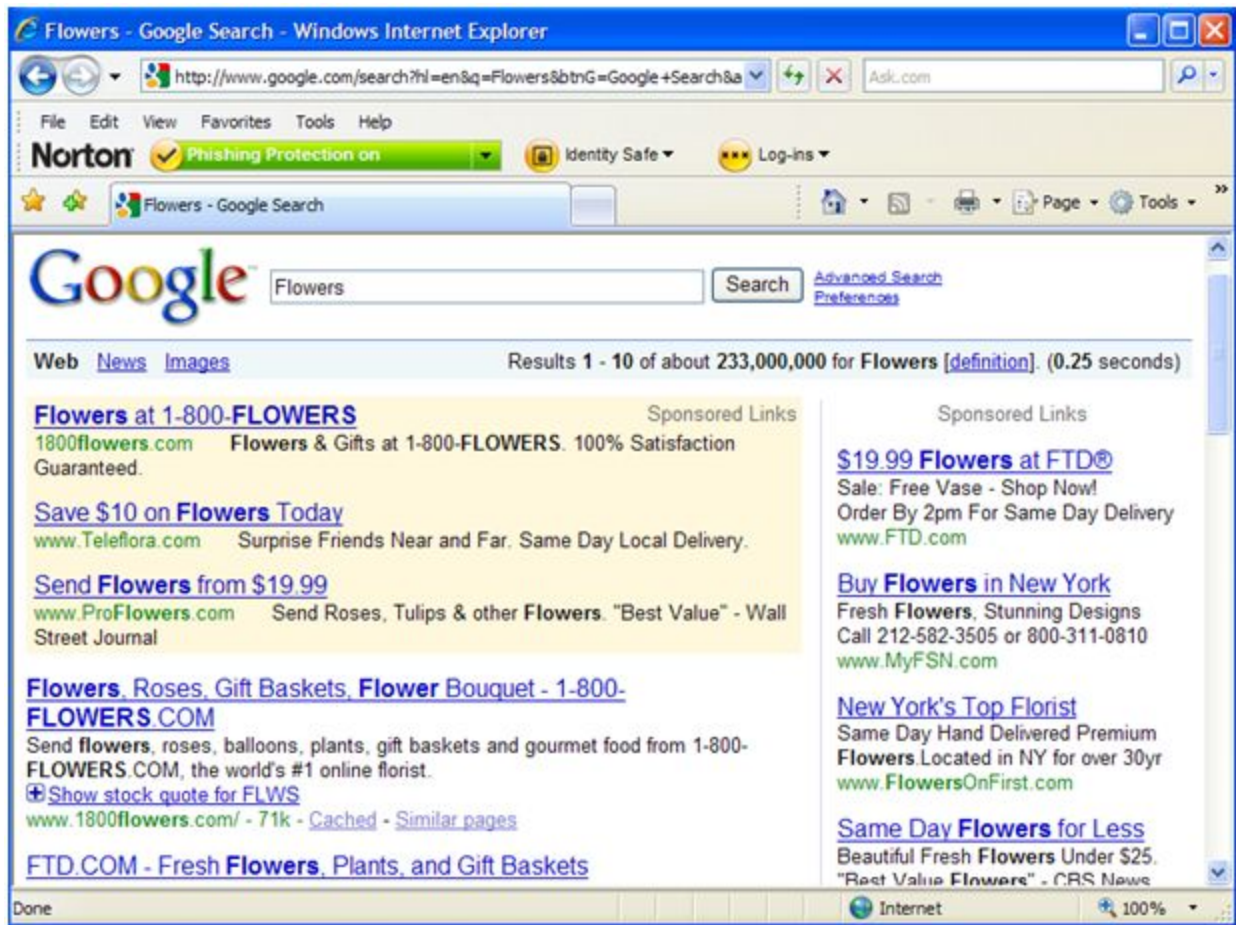 Flowers - Google Search - Windows Internet Explorer
http://www.google.com/search?hl=en&q=Flowers&btnG=Google+Search&a
Ask.com
File Edit View Favorites Tools Help
Norton Phishing Protection on Identity Safe Log-ins
Flowers - Google Search
Page Tools
Google™ Flowers Search Advanced Search
Preferences
Web News Images Results 1 - 10 of about 233,000,000 for Flowers [definition]. (0.25 seconds)
Flowers at 1-800-FLOWERS Sponsored Links
1800flowers.com Flowers & Gifts at 1-800-FLOWERS. 100% Satisfaction
Guaranteed.
Save $10 on Flowers Today
www.Teleflora.com Surprise Friends Near and Far. Same Day Local Delivery.
Send Flowers from $19.99
www.ProFlowers.com Send Roses, Tulips & other Flowers. "Best Value" - Wall
Street Journal
Flowers, Roses, Gift Baskets, Flower Bouquet - 1-800-
FLOWERS.COM
Send flowers, roses, balloons, plants, gift baskets and gourmet food from 1-800-
FLOWERS.COM, the world's #1 online florist.
Show stock quote for FLWS
www.1800flowers.com/ - 71k - Cached - Similar pages
FTD.COM - Fresh Flowers, Plants, and Gift Baskets
Sponsored Links
$19.99 Flowers at FTD®
Sale: Free Vase - Shop Now!
Order By 2pm For Same Day Delivery
www.FTD.com
Buy Flowers in New York
Fresh Flowers, Stunning Designs
Call 212-582-3505 or 800-311-0810
www.MyFSN.com
New York's Top Florist
Same Day Hand Delivered Premium
Flowers.Located in NY for over 30yr
www.FlowersOnFirst.com
Same Day Flowers for Less
Beautiful Fresh Flowers Under $25.
"Best Value Flowers" - CBS News
Done Internet 100%